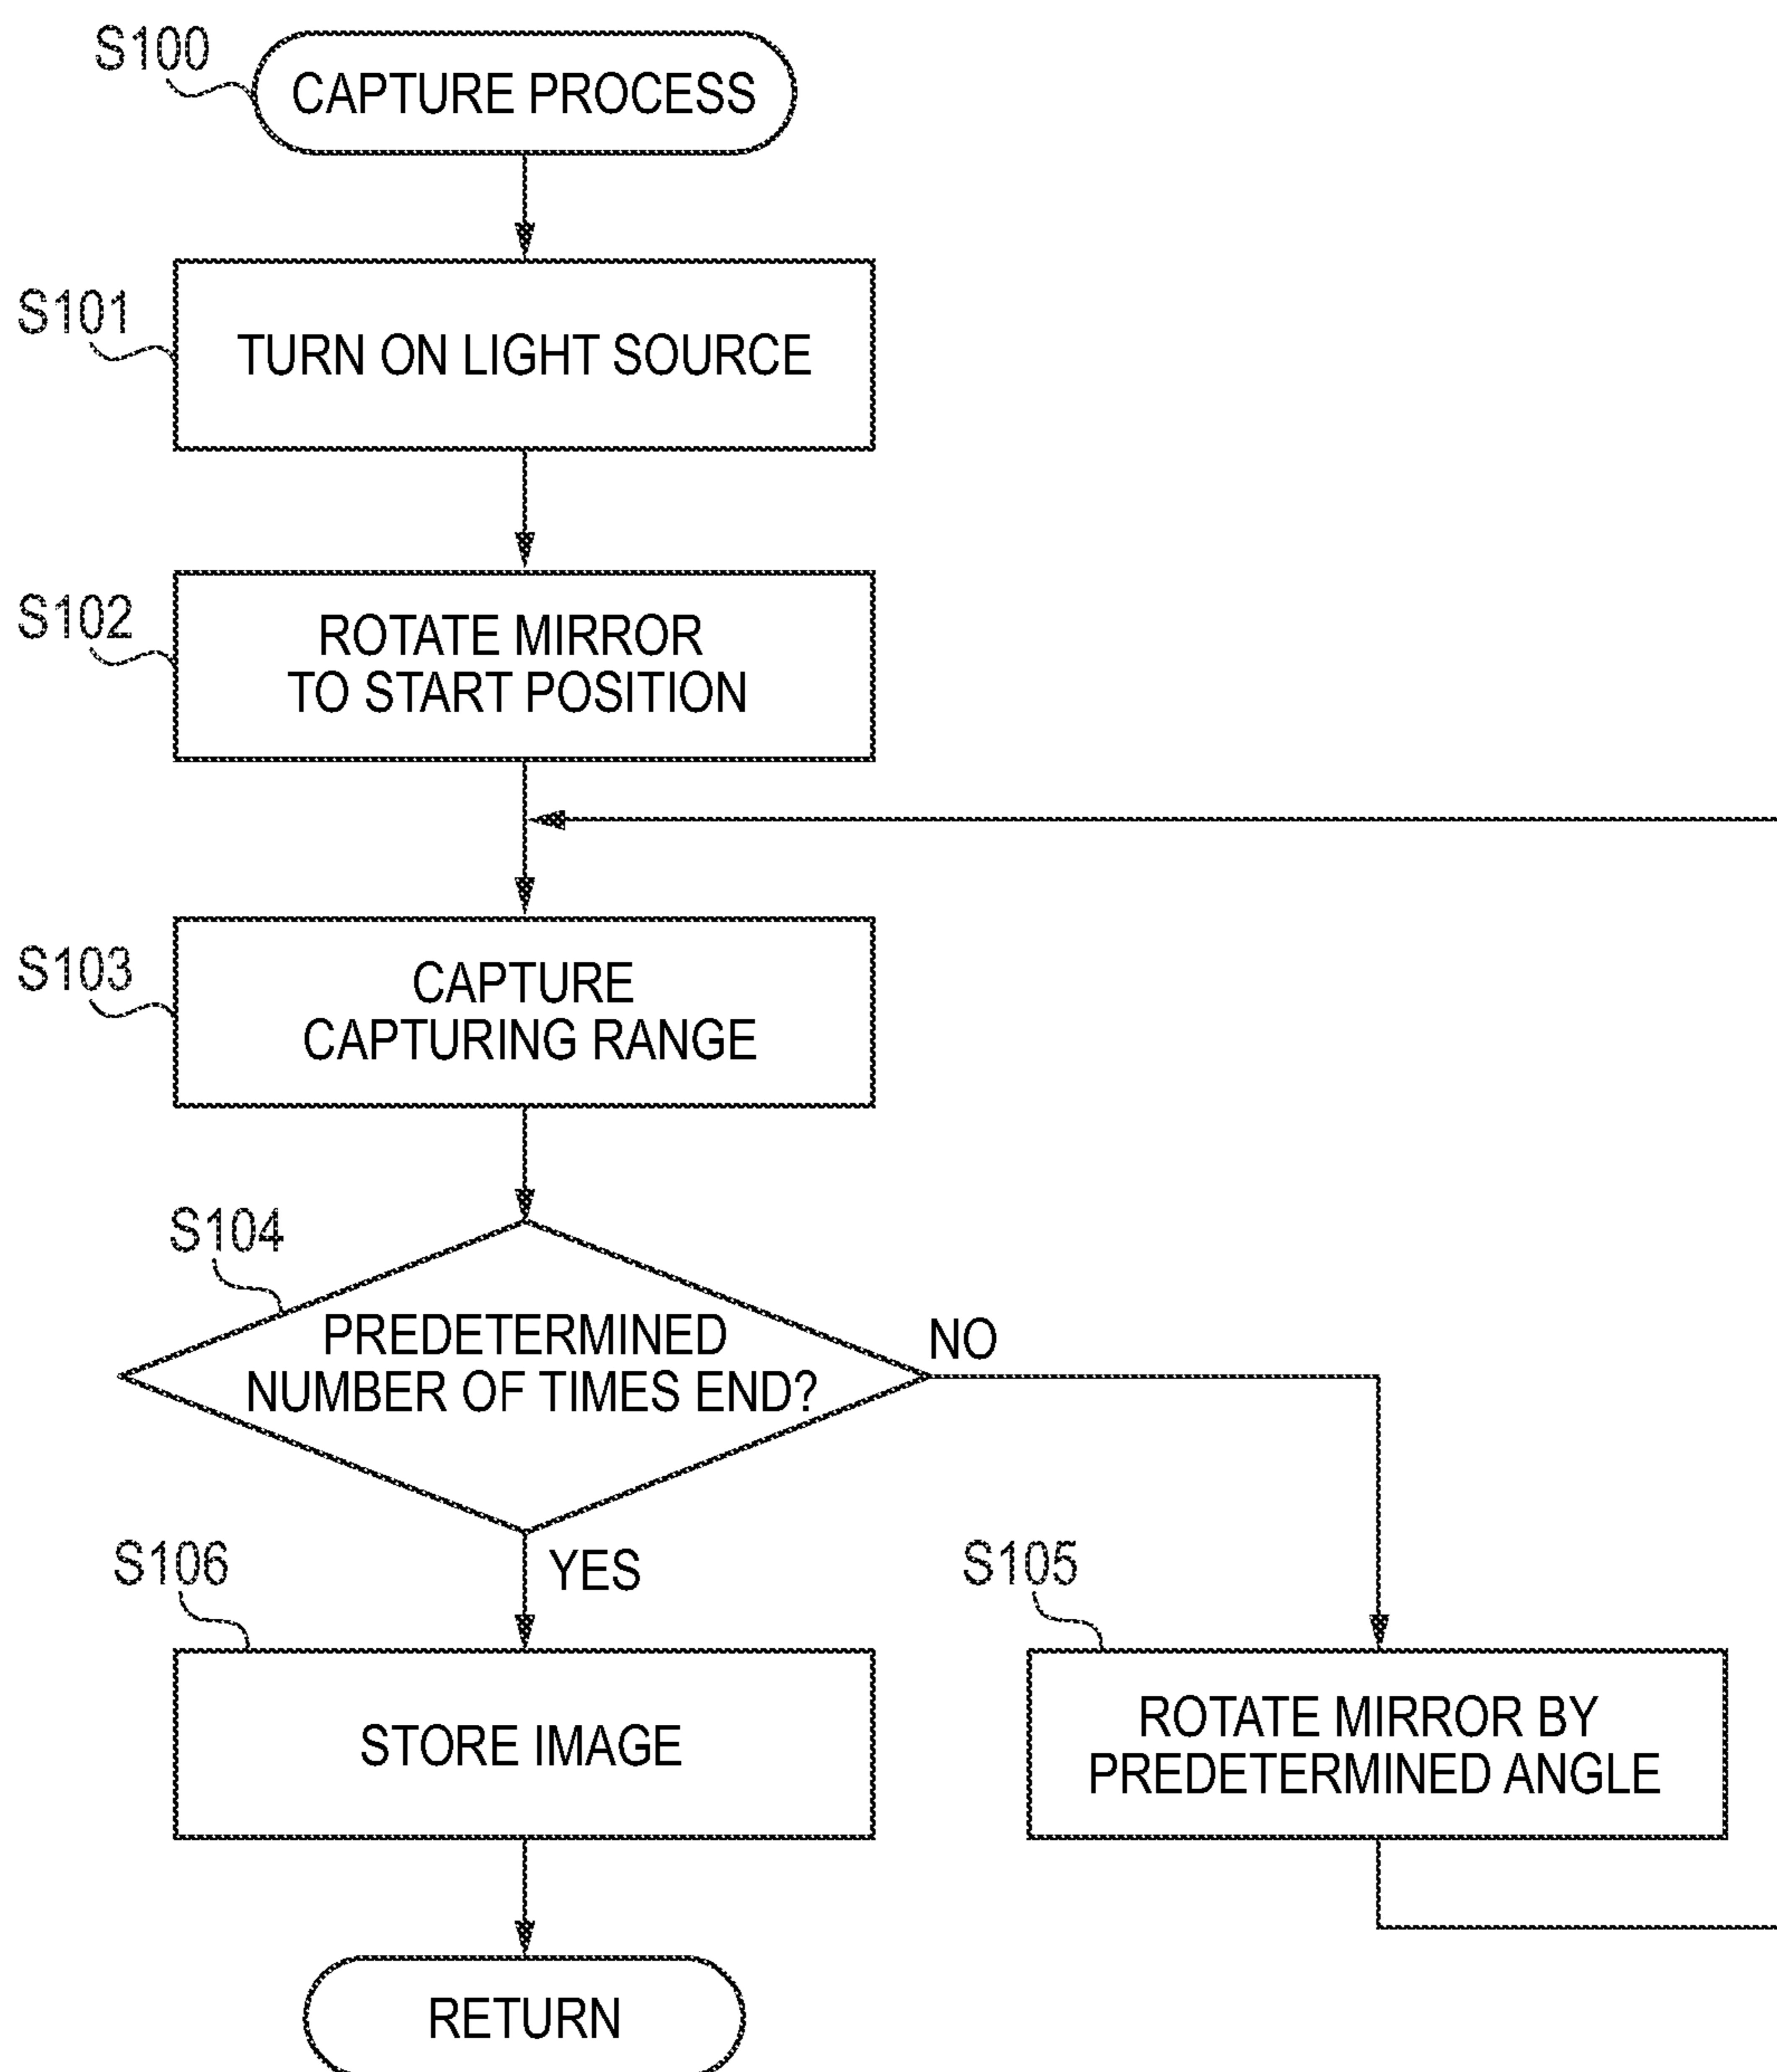 S100
CAPTURE PROCESS
S101
TURN ON LIGHT SOURCE
S102
ROTATE MIRROR
TO START POSITION
S103
CAPTURE
CAPTURING RANGE
S104
PREDETERMINED
NUMBER OF TIMES END?
NO
YES
S106
STORE IMAGE
S105
ROTATE MIRROR BY
PREDETERMINED ANGLE
RETURN